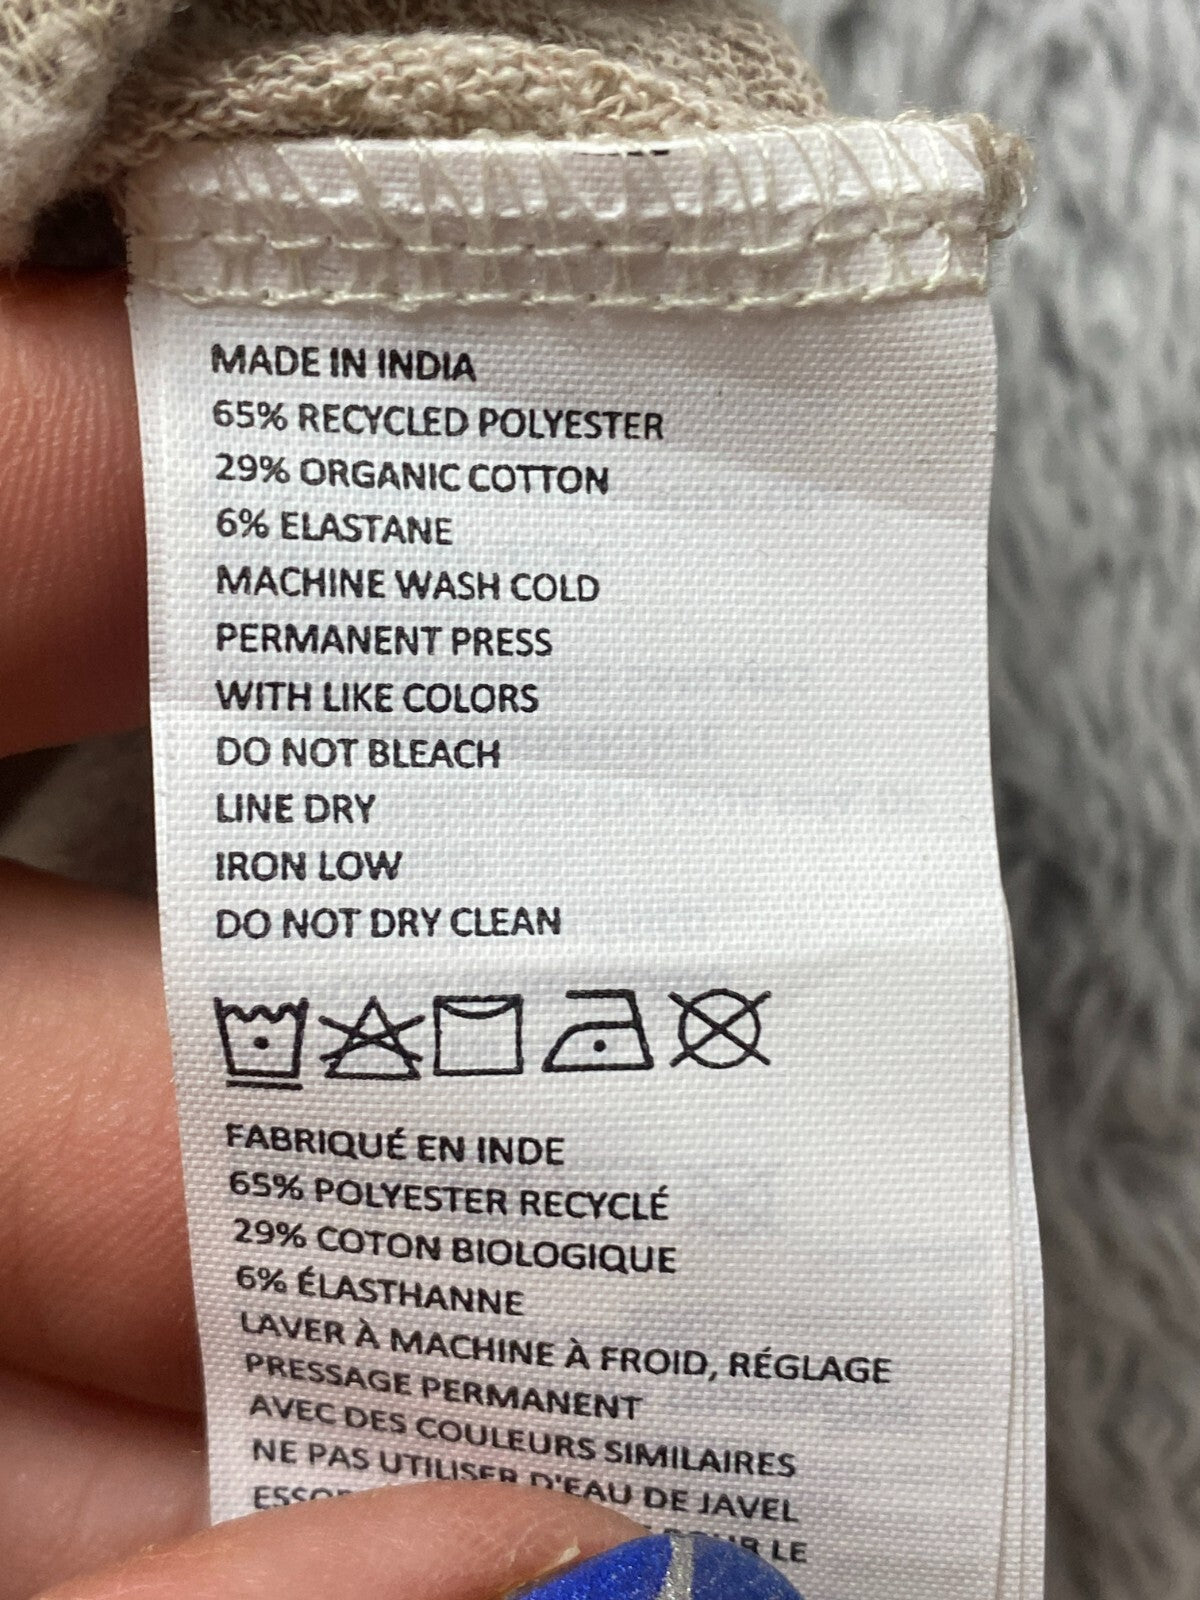 MADE IN INDIA
65% RECYCLED POLYESTER
29% ORGANIC COTTON
6% ELASTANE
MACHINE WASH COLD
PERMANENT PRESS
WITH LIKE COLORS
DO NOT BLEACH
LINE DRY
IRON LOW
DO NOT DRY CLEAN
FABRIQUÉ EN INDE
65% POLYESTER RECYCLÉ
29% COTON BIOLOGIQUE
6% ÉLASTHANNE
LAVER À MACHINE À FROID, RÉGLAGE
PRESSAGE PERMANENT
AVEC DES COULEURS SIMILAIRES
NE PAS UTILISER D'EAU DE JAVEL
LE